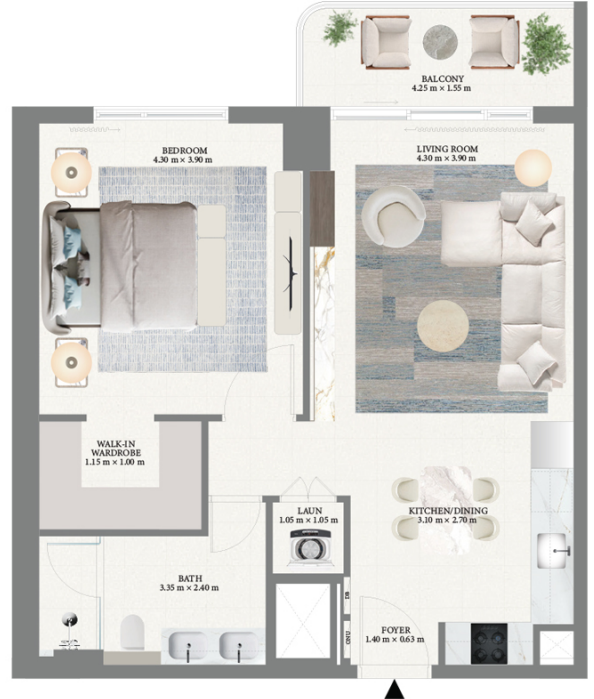 BALCONY
4.25 m × 1.55 m
BEDROOM
4.30 m × 3.90 m
LIVING ROOM
4.30 m × 3.90 m
WALK-IN
WARDROBE
1.15 m × 1.00 m
LAUN
1.05 m × 1.05 m
KITCHEN/DINING
3.10 m × 2.70 m
BATH
3.35 m × 2.40 m
DB
ONU
FOYER
1.40 m × 0.63 m